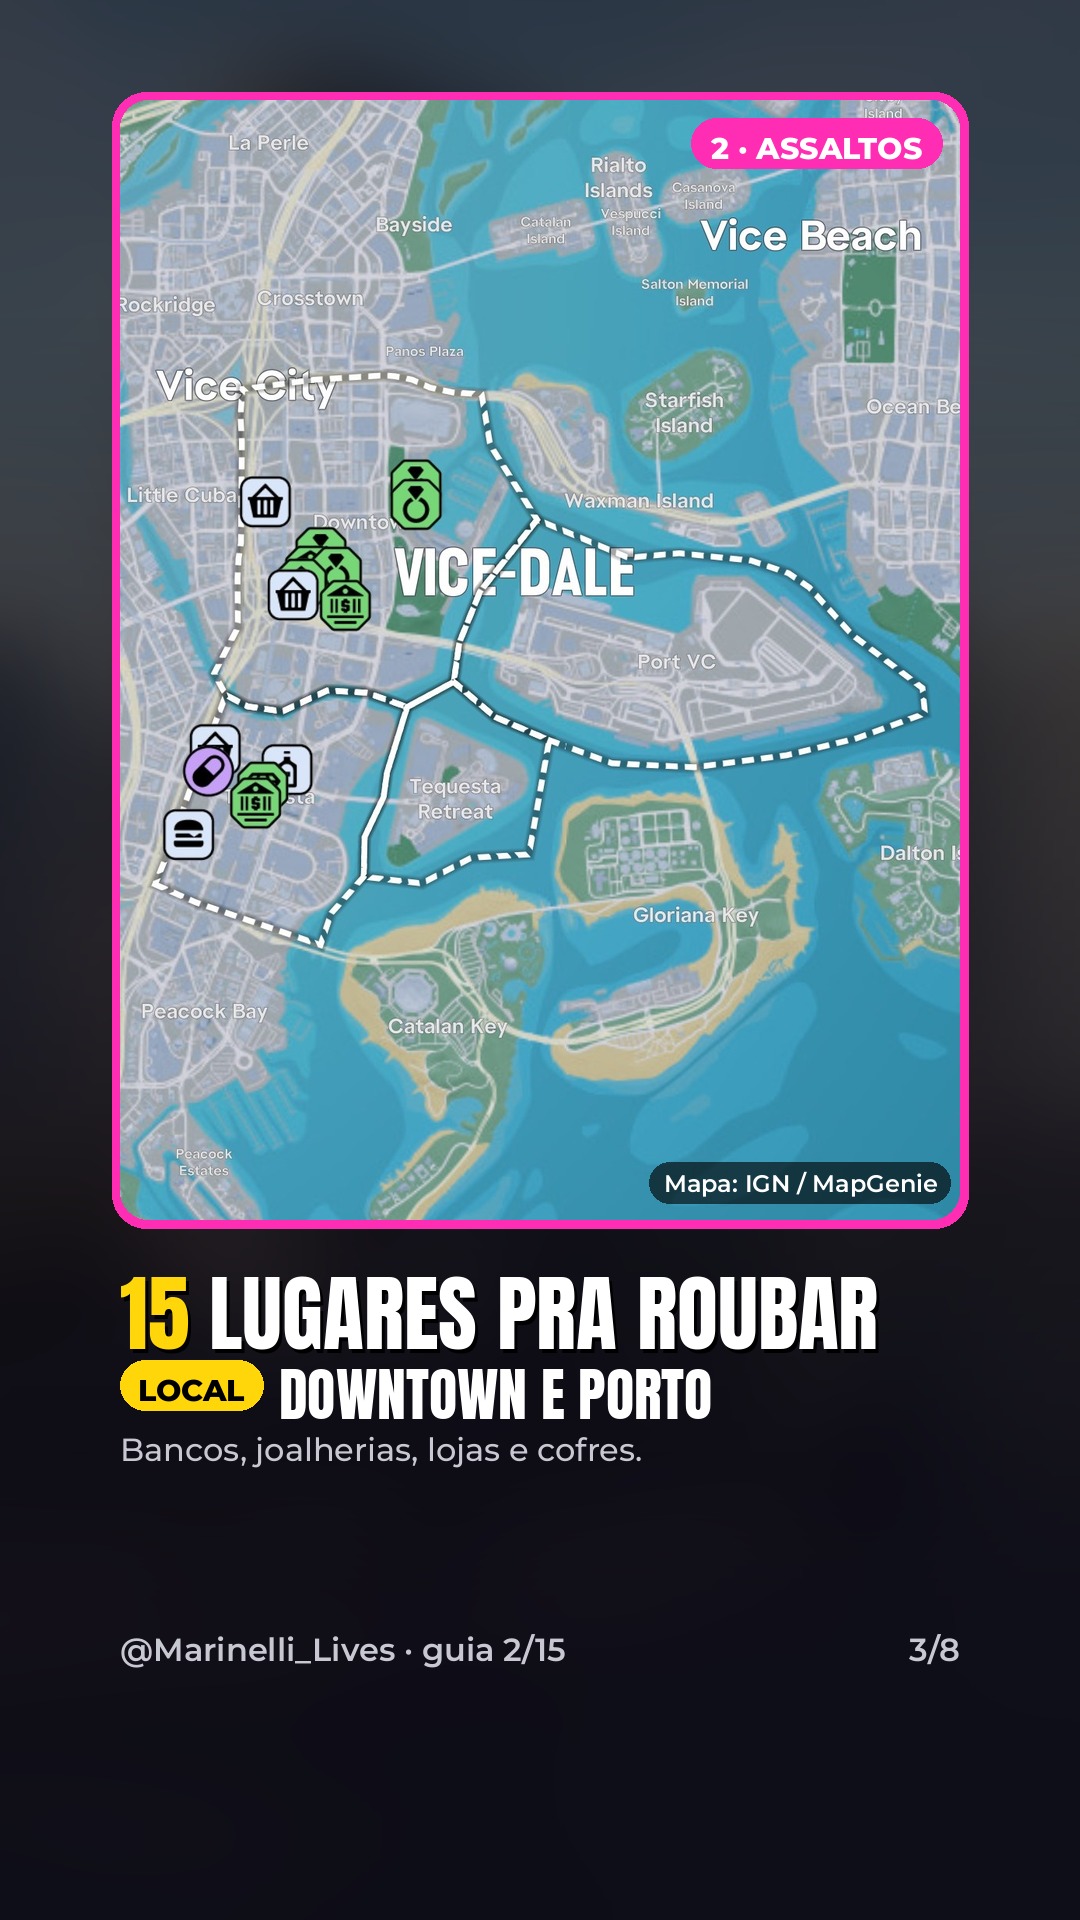 Island
La Perle
2 · ASSALTOS
Rialto
Islands
Casanova
Island
Catalan
Island
Vespucci
Island
Bayside
Vice Beach
Salton Memorial
Island
Rockridge
Crosstown
Panos Plaza
Vice City
Starfish
Island
Ocean Be
Little Cuba
Waxman Island
Downtow
VICE-DALE
Port VC
Tequesta
Retreat
Dalton Is
Gloriana Key
Peacock Bay
Catalan Key
Peacock
Estates
Mapa: IGN / MapGenie
15 LUGARES PRA ROUBAR
LOCAL DOWNTOWN E PORTO
Bancos, joalherias, lojas e cofres.
@Marinelli_Lives · guia 2/15
3/8